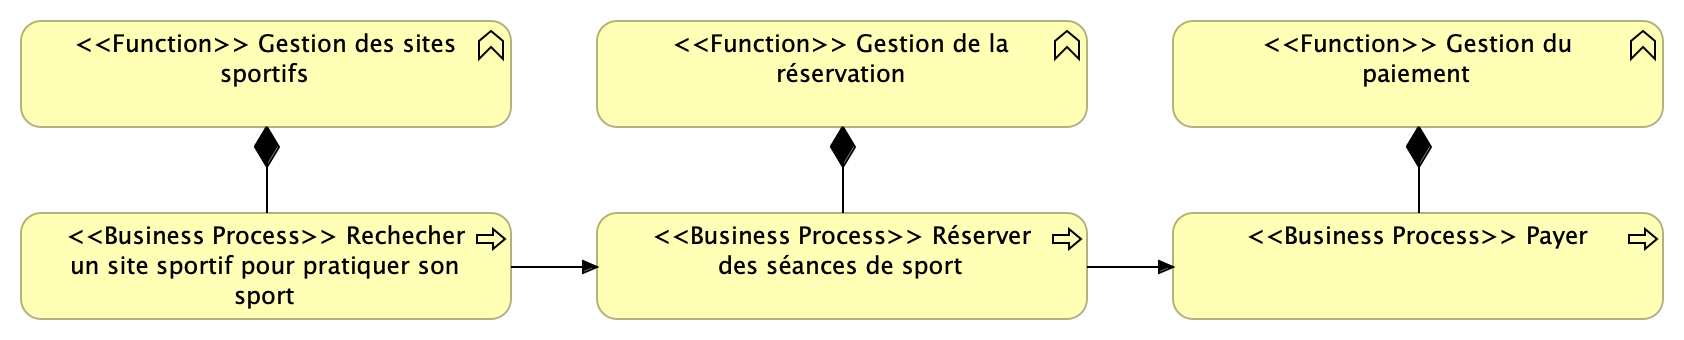 <<Function>> Gestion des sites
sportifs
<<Function>> Gestion de la
réservation
<<Function>> Gestion du
paiement
<<Business Process>> Rechecher
un site sportif pour pratiquer son
sport
<<Business Process>> Réserver
des séances de sport
<<Business Process>> Payer